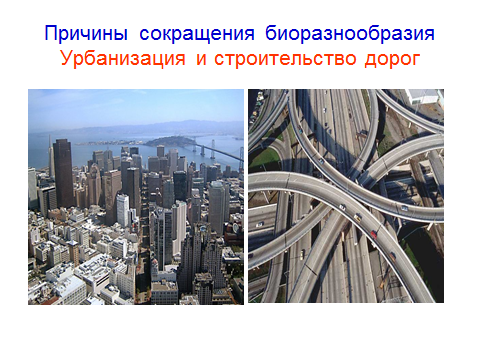 Причины сокращения биоразнообразия
Урбанизация и строительство дорог